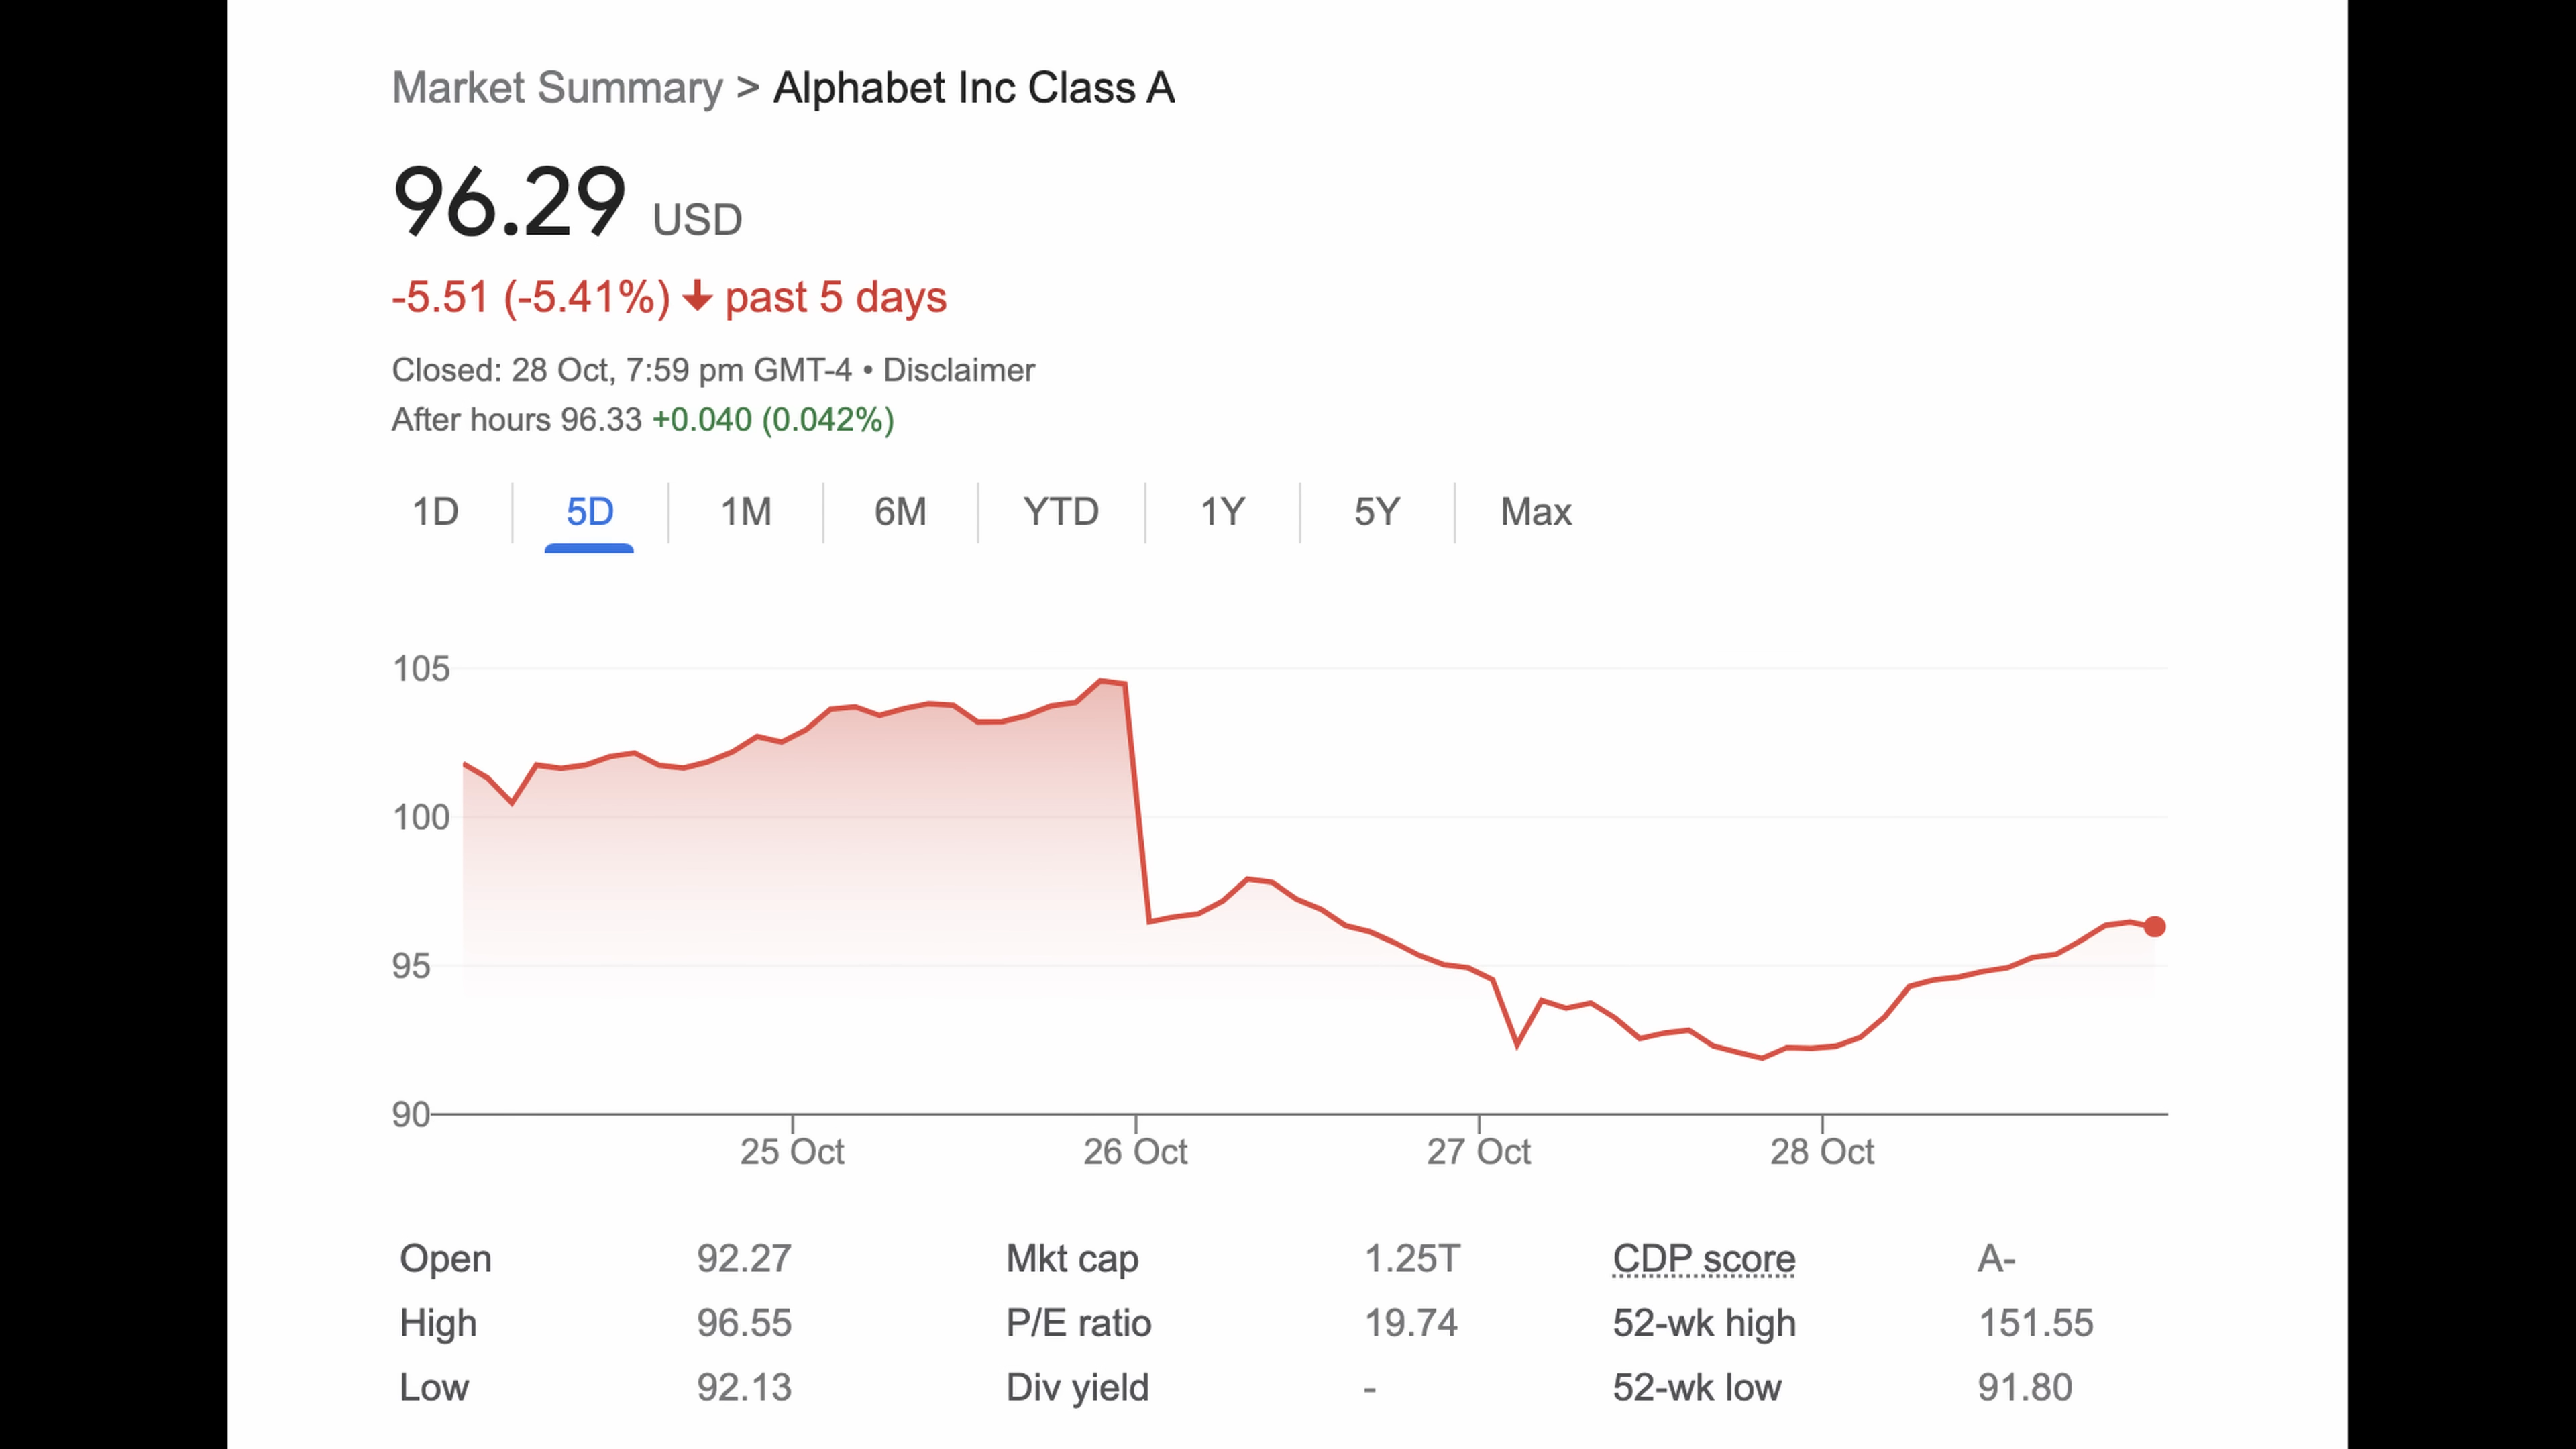 Market Summary > Alphabet Inc Class A
96.29 USD
-5.51 (-5.41%) ↓ past 5 days
Closed: 28 Oct, 7:59 pm GMT-4 • Disclaimer
After hours 96.33 +0.040 (0.042%)
1D 5D 1M 6M YTD 1Y 5Y Max
105
100
95
90
25 Oct 26 Oct 27 Oct 28 Oct
Open 92.27 Mkt cap 1.25T CDP score A-
High 96.55 P/E ratio 19.74 52-wk high 151.55
Low 92.13 Div yield - 52-wk low 91.80